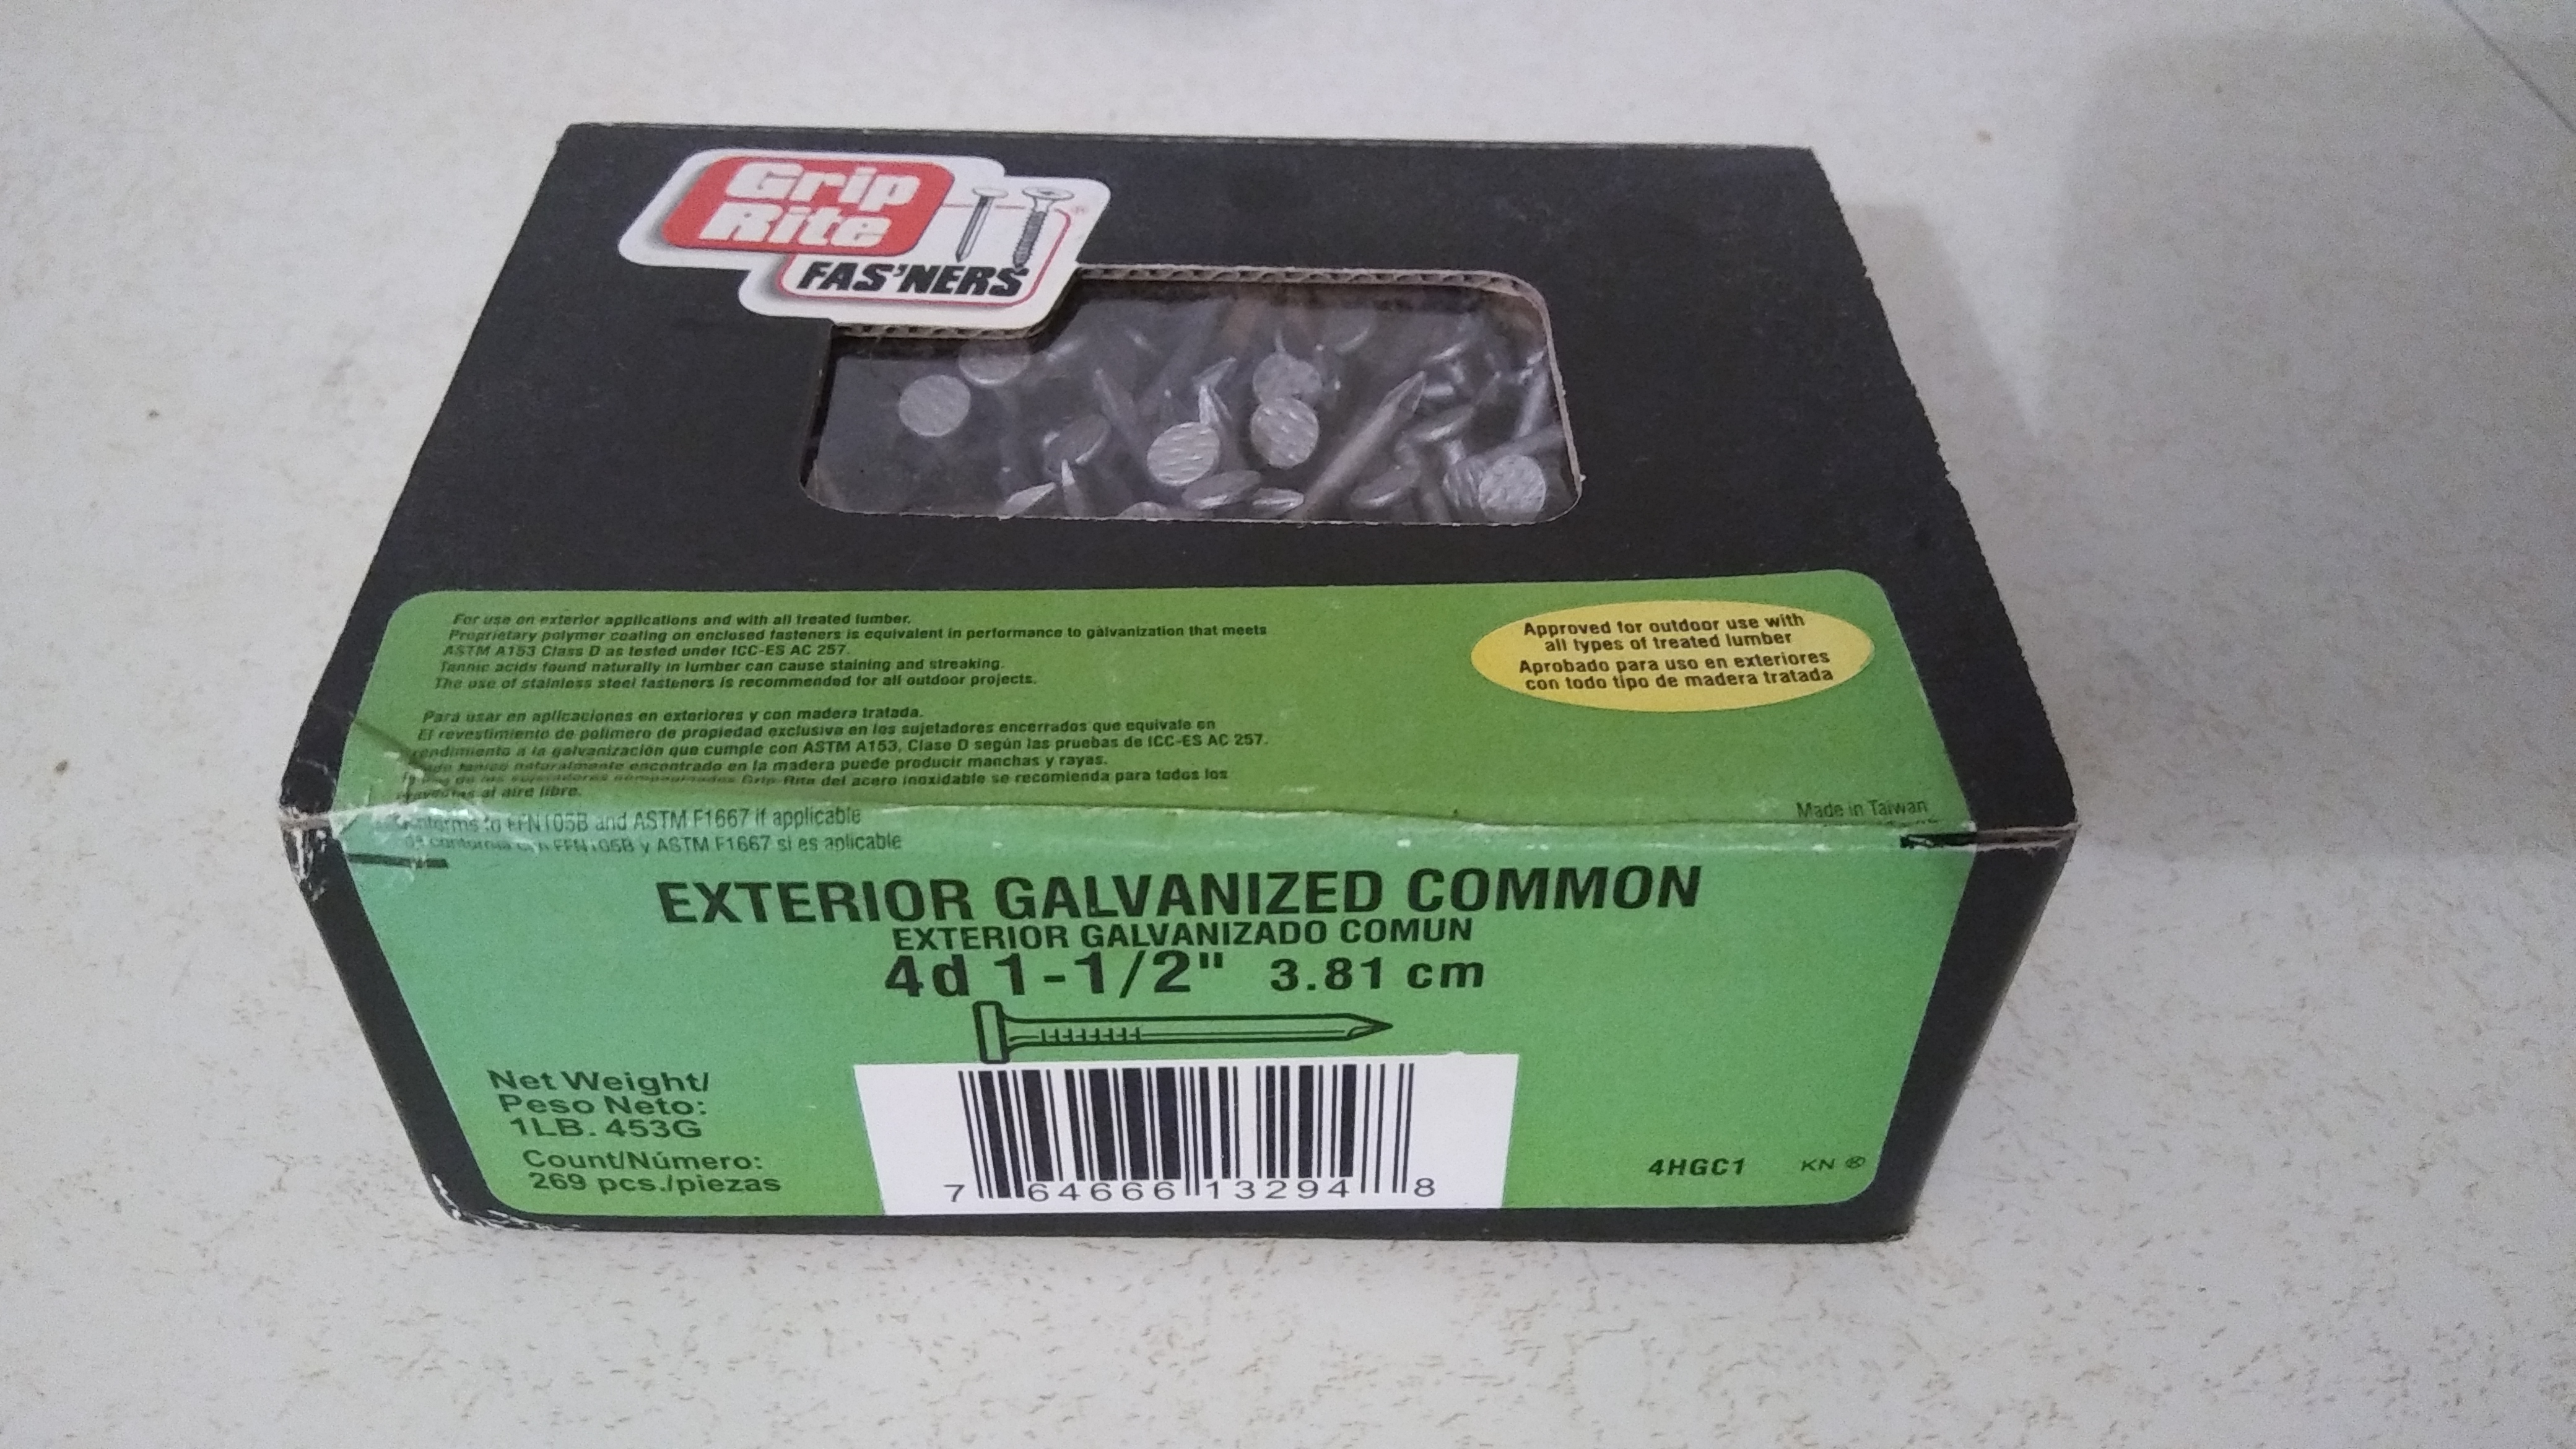 Grip
Rite
FAS'NERS
For use on exterior applications and with all treated lumber.
Proprietary polymer coating on enclosed fasteners is equivalent in performance to galvanization that meets
ASTM A153 Class D as tested under ICC-ES AC 257.
Tannic acids found naturally in lumber can cause staining and streaking.
The use of stainless steel fasteners is recommended for all outdoor projects.
Approved for outdoor use with
all types of treated lumber
Aprobado para uso en exteriores
con todo tipo de madera tratada
Para usar en aplicaciones en exteriores y con madera tratada.
El revestimiento de polimero de propiedad exclusiva en los sujetadores encerrados que equivale en
rendimiento a la galvanización que cumple con ASTM A153, Clase D según las pruebas de ICC-ES AC 257.
naturalmente encontrado en la madera puede producir manchas y rayas.
Grip-Rite del acero inoxidable se recomienda para todos los
al aire libre.
Made in Taiwan
to FFN105B and ASTM F1667 if applicable
FFN105B y ASTM F1667 si es aplicable
EXTERIOR GALVANIZED COMMON
EXTERIOR GALVANIZADO COMUN
4d 1-1/2" 3.81 cm
Net Weight/
Peso Neto:
1LB. 453G
Count/Número:
269 pcs./piezas
7 64666 13294 8
4HGC1 KN ®